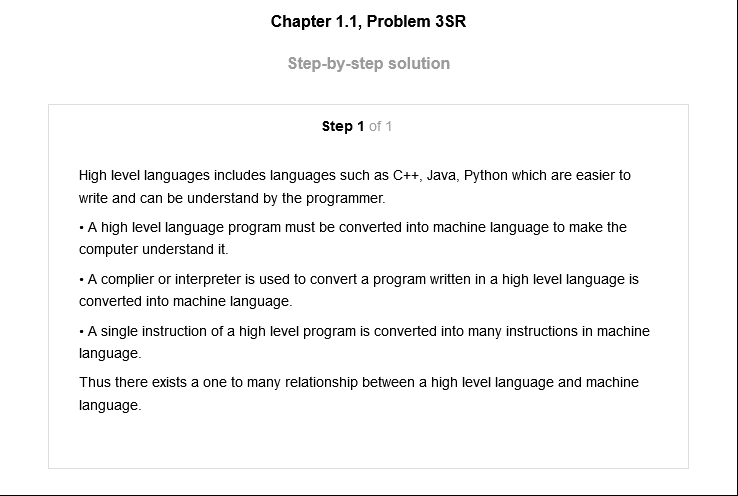 Chapter 1.1, Problem 3SR
Step-by-step solution
Step 1 of 1
High level languages includes languages such as C++, Java, Python which are easier to
write and can be understand by the programmer.
• A high level language program must be converted into machine language to make the
computer understand it.
• A complier or interpreter is used to convert a program written in a high level language is
converted into machine language.
• A single instruction of a high level program is converted into many instructions in machine
language.
Thus there exists a one to many relationship between a high level language and machine
language.